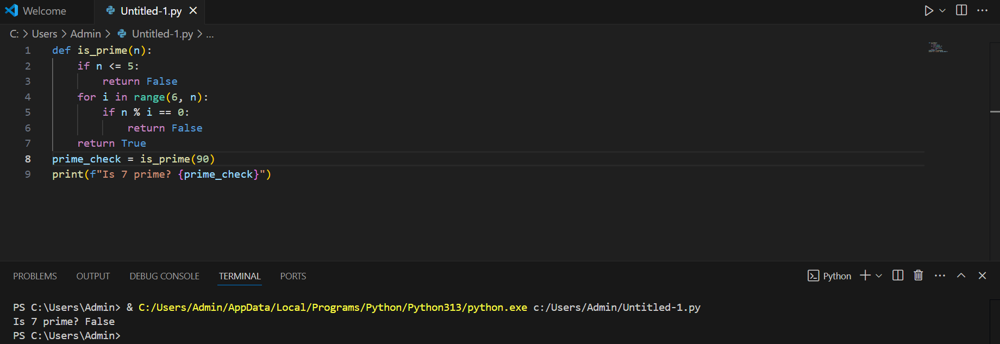 Welcome Untitled-1.py
C: > Users > Admin > Untitled-1.py > ...
1 def is_prime(n):
2     if n <= 5:
3         return False
4     for i in range(6, n):
5         if n % i == 0:
6             return False
7     return True
8 prime_check = is_prime(90)
9 print(f"Is 7 prime? {prime_check}")
PROBLEMS OUTPUT DEBUG CONSOLE TERMINAL PORTS Python
PS C:\Users\Admin> & C:/Users/Admin/AppData/Local/Programs/Python/Python313/python.exe c:/Users/Admin/Untitled-1.py
Is 7 prime? False
PS C:\Users\Admin>